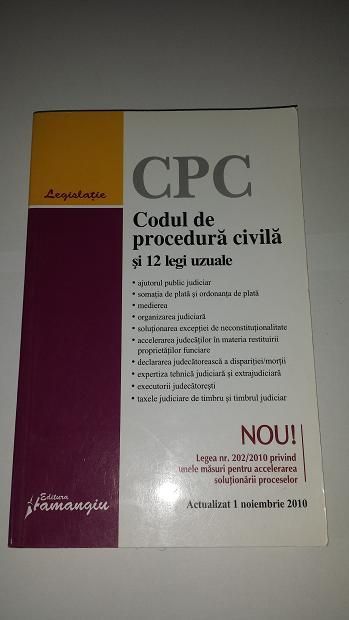 Legislație
CPC
Codul de
procedură civilă
și 12 legi uzuale
• ajutorul public judiciar
• somația de plată și ordonanța de plată
• medierea
• organizarea judiciară
• soluționarea excepției de neconstituționalitate
• accelerarea judecăților în materia restituirii
proprietăților funciare
• declararea judecătorească a dispariției/morții
• expertiza tehnică judiciară și extrajudiciară
• executorii judecătorești
• taxele judiciare de timbru și timbrul judiciar
NOU!
Legea nr. 202/2010 privind
unele măsuri pentru accelerarea
soluționării proceselor
Editura
Hamangiu
Actualizat 1 noiembrie 2010